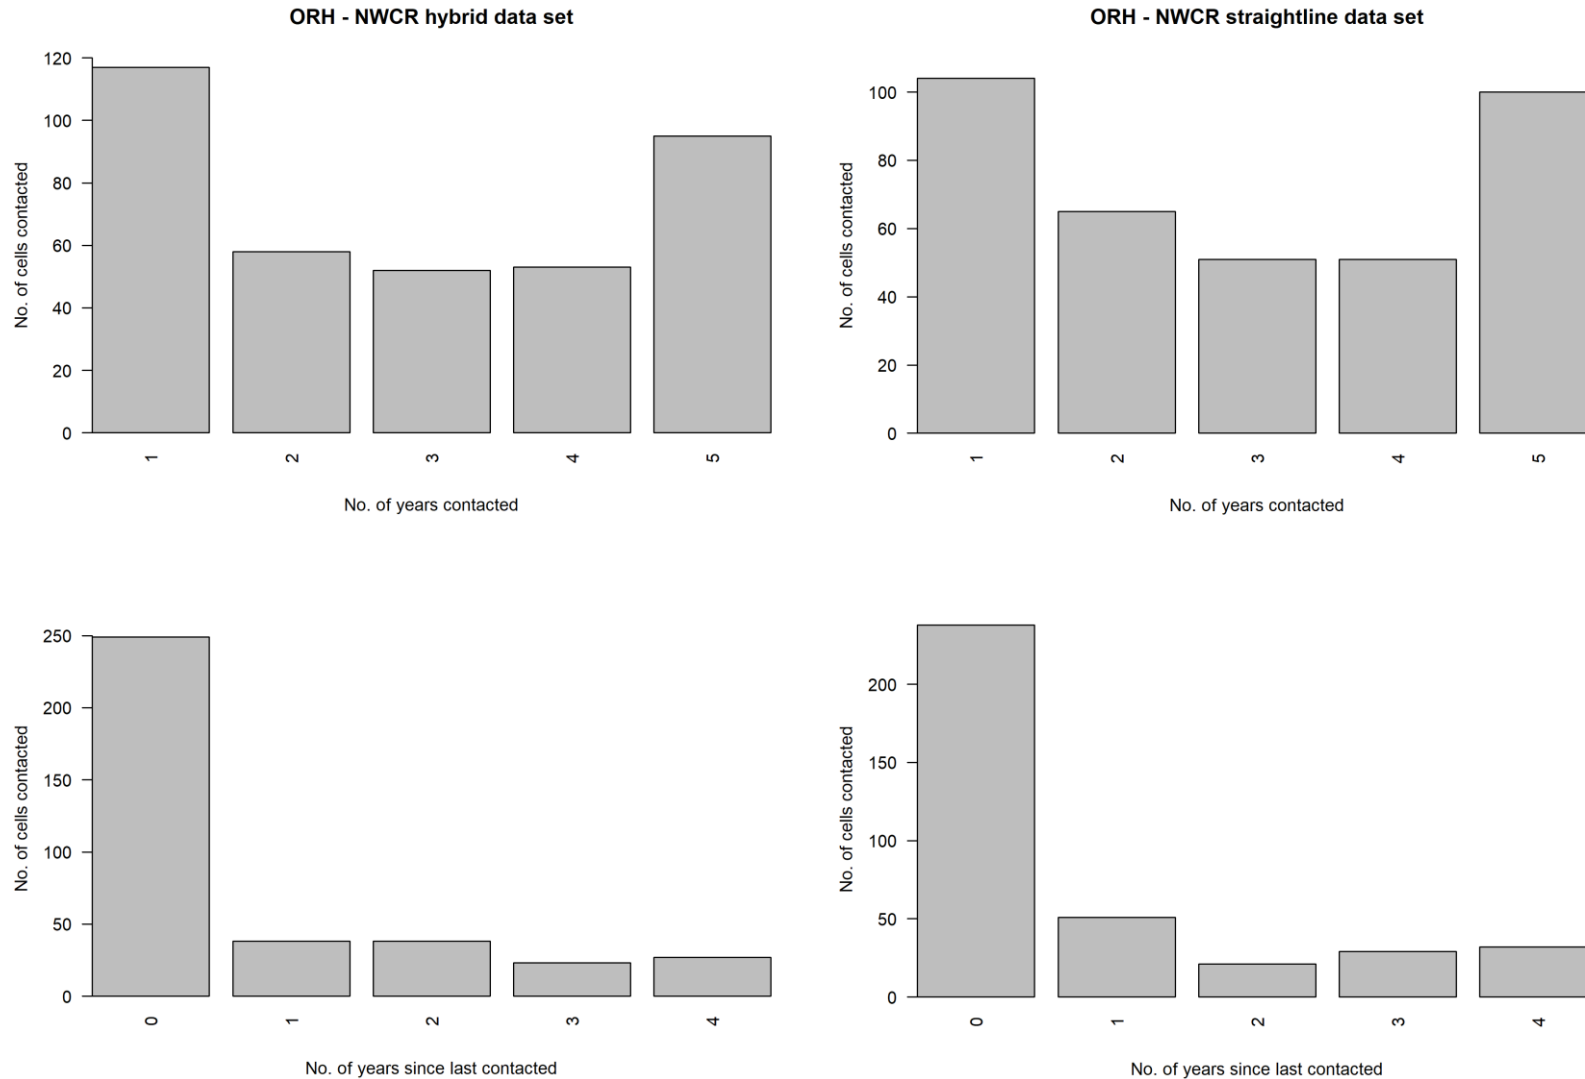 ORH - NWCR hybrid data set
120
100
80
60
40
20
0
No. of cells contacted
1 2 3 4 5
No. of years contacted
ORH - NWCR straightline data set
100
80
60
40
20
0
No. of cells contacted
1 2 3 4 5
No. of years contacted
250
200
150
100
50
0
No. of cells contacted
0 1 2 3 4
No. of years since last contacted
200
150
100
50
0
No. of cells contacted
0 1 2 3 4
No. of years since last contacted